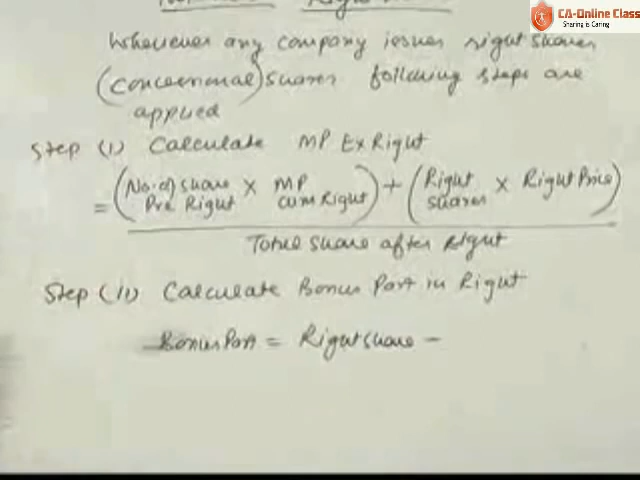 CA-Online Class
Sharing is Caring
Right
Whenever any company issues right shares
(Concessional) Shares following steps are
applied
Step (I) Calculate MP Ex Right
= (No. of share Pre Right × MP cum Right) + (Right shares × Right Price)
Total share after Right
Step (II) Calculate Bonus Part in Right
Bonus Part = Right share -